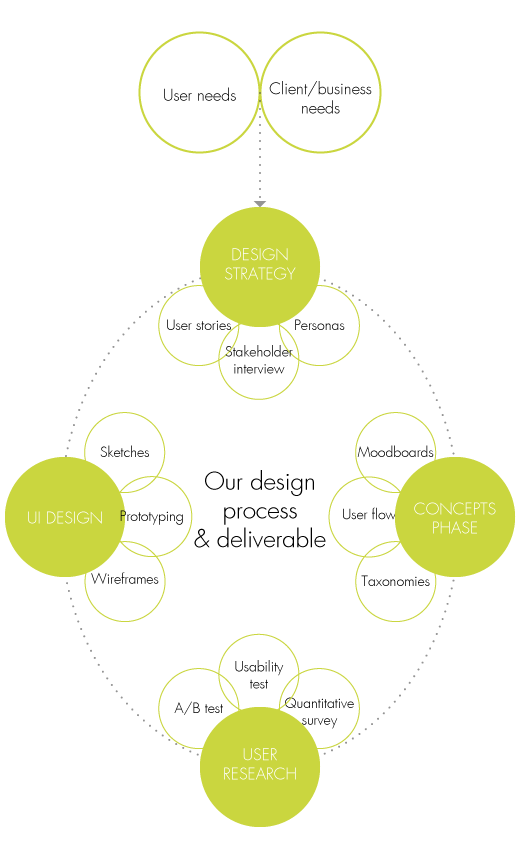 User needs
Client/business
needs
DESIGN
STRATEGY
User stories
Stakeholder
interview
Personas
Sketches
Prototyping
Wireframes
UI DESIGN
Our design
process
& deliverable
Moodboards
User flow
Taxonomies
CONCEPTS
PHASE
Usability
test
A/B test
Quantitative
survey
USER
RESEARCH